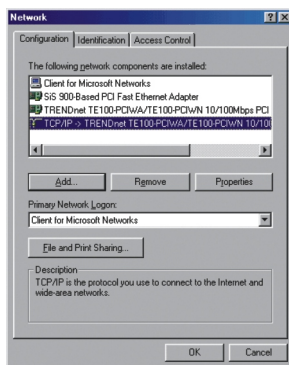 Network
Configuration
Identification
Access Control
The following network components are installed:
Client for Microsoft Networks
SiS 900-Based PCI Fast Ethernet Adapter
TRENDnet TE100-PCIWA/TE100-PCIWN 10/100Mbps PCI
TCP/IP -> TRENDnet TE100-PCIWA/TE100-PCIWN 10/100
Add...
Remove
Properties
Primary Network Logon:
Client for Microsoft Networks
File and Print Sharing...
Description
TCP/IP is the protocol you use to connect to the Internet and
wide-area networks.
OK
Cancel